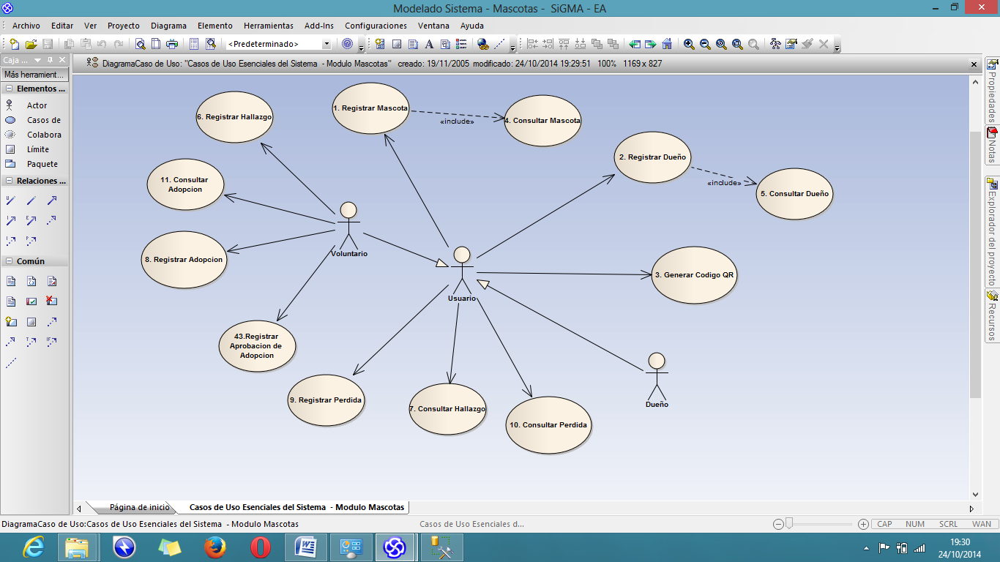 Modelado Sistema - Mascotas - SiGMA - EA
Archivo Editar Ver Proyecto Diagrama Elemento Herramientas Add-Ins Configuraciones Ventana Ayuda
<Predeterminado>
Caja ...
DiagramaCaso de Uso: "Casos de Uso Esenciales del Sistema - Modulo Mascotas" creado: 19/11/2005 modificado: 24/10/2014 19:29:51 100% 1169 x 827
Más herramient...
Elementos ...
Actor
Casos de
Colabora
Límite
Paquete
Relaciones ...
Común
6. Registrar Hallazgo
1. Registrar Mascota
«include»
4. Consultar Mascota
2. Registrar Dueño
«include»
5. Consultar Dueño
11. Consultar
Adopcion
8. Registrar Adopcion
Voluntario
Usuario
3. Generar Codigo QR
43.Registrar
Aprobacion de
Adopcion
9. Registrar Perdida
7. Consultar Hallazgo
10. Consultar Perdida
Dueño
Propiedades
Notas
Explorador del proyecto
Recursos
Página de inicio
Casos de Uso Esenciales del Sistema - Modulo Mascotas
DiagramaCaso de Uso:Casos de Uso Esenciales del Sistema - Modulo Mascotas
Casos de Uso Esenciales d...
CAP NUM SCRL WAN
19:30
24/10/2014